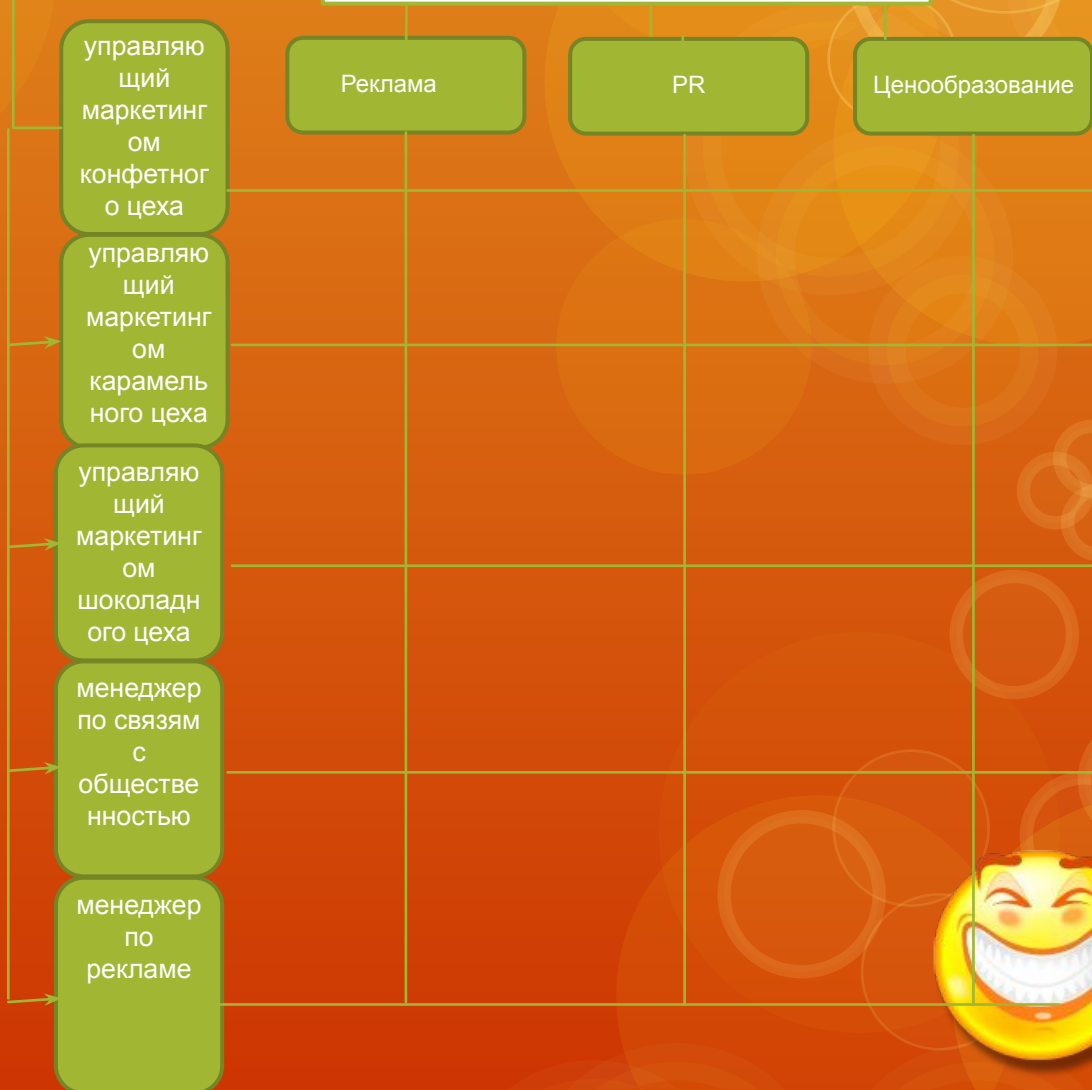 управляю
щий
маркетинг
ом
конфетног
о цеха
Реклама
PR
Ценообразование
управляю
щий
маркетинг
ом
карамель
ного цеха
управляю
щий
маркетинг
ом
шоколадн
ого цеха
менеджер
по связям
с
обществе
нностью
менеджер
по
рекламе